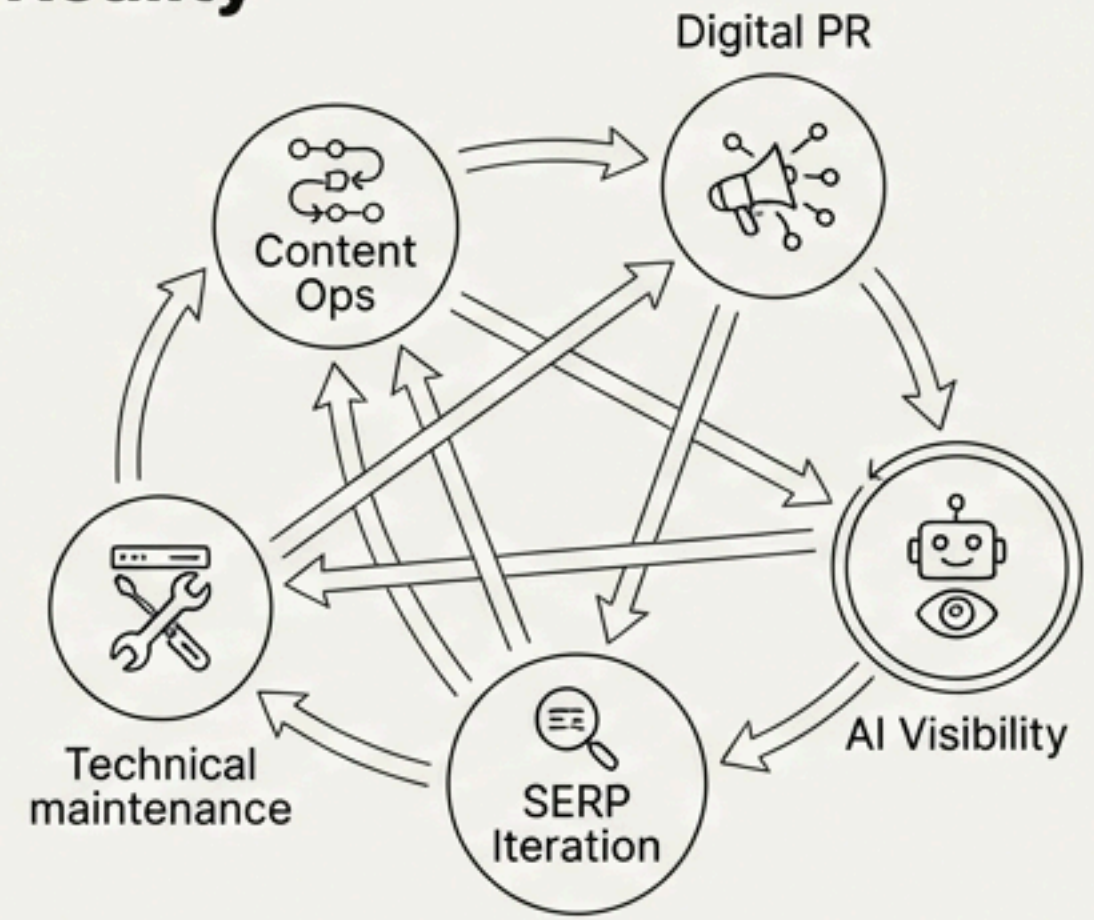 Digital PR
Content
Ops
AI Visibility
Technical
maintenance
SERP
Iteration